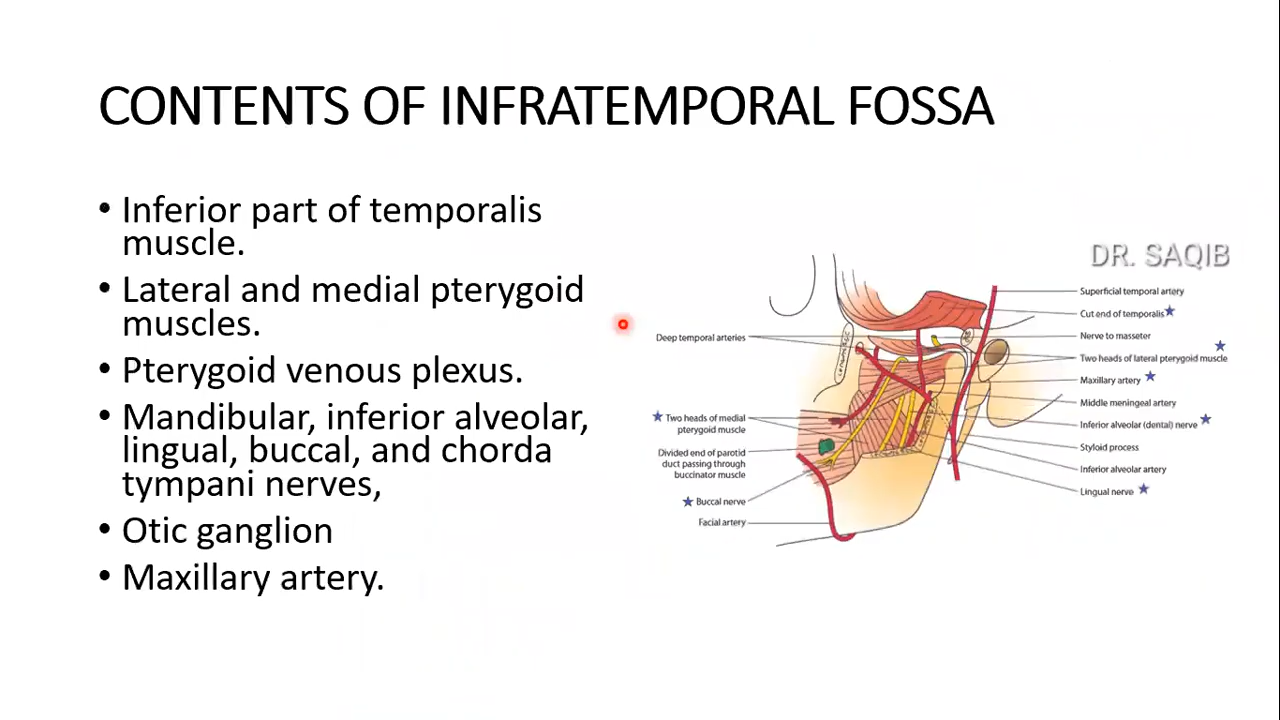 CONTENTS OF INFRATEMPORAL FOSSA
• Inferior part of temporalis
muscle.
• Lateral and medial pterygoid
muscles.
• Pterygoid venous plexus.
• Mandibular, inferior alveolar,
lingual, buccal, and chorda
tympani nerves,
• Otic ganglion
• Maxillary artery.
DR. SAQIB
Deep temporal arteries
Two heads of medial
pterygoid muscle
Divided end of parotid
duct passing through
buccinator muscle
Buccal nerve
Facial artery
Superficial temporal artery
Cut end of temporalis
Nerve to masseter
Two heads of lateral pterygoid muscle
Maxillary artery
Middle meningeal artery
Inferior alveolar (dental) nerve
Styloid process
Inferior alveolar artery
Lingual nerve